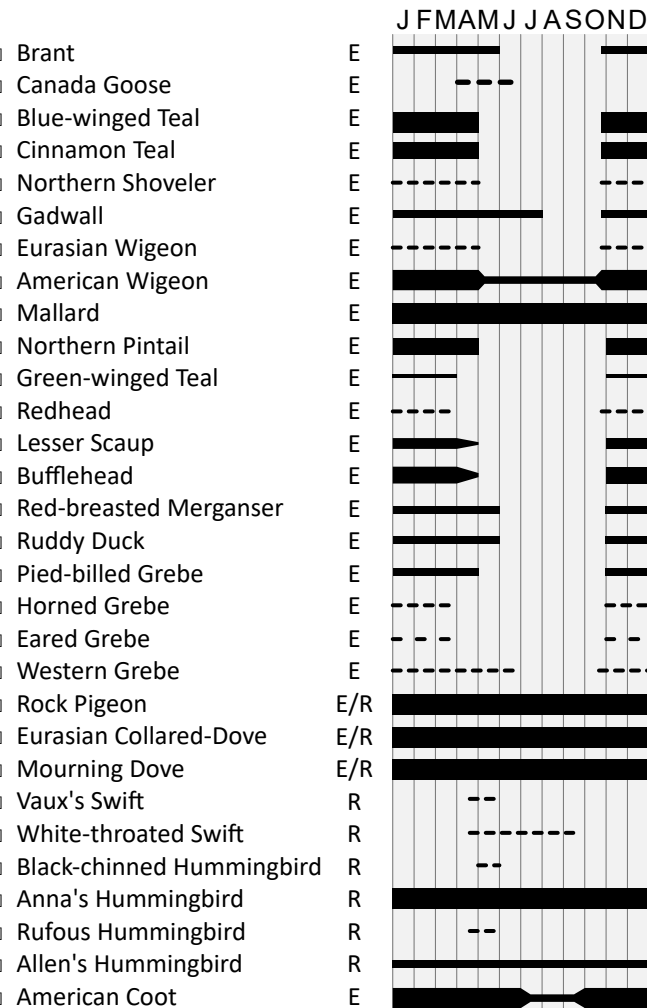 J F M A M J J A S O N D
Brant E
Canada Goose E
Blue-winged Teal E
Cinnamon Teal E
Northern Shoveler E
Gadwall E
Eurasian Wigeon E
American Wigeon E
Mallard E
Northern Pintail E
Green-winged Teal E
Redhead E
Lesser Scaup E
Bufflehead E
Red-breasted Merganser E
Ruddy Duck E
Pied-billed Grebe E
Horned Grebe E
Eared Grebe E
Western Grebe E
Rock Pigeon E/R
Eurasian Collared-Dove E/R
Mourning Dove E/R
Vaux's Swift R
White-throated Swift R
Black-chinned Hummingbird R
Anna's Hummingbird R
Rufous Hummingbird R
Allen's Hummingbird R
American Coot E